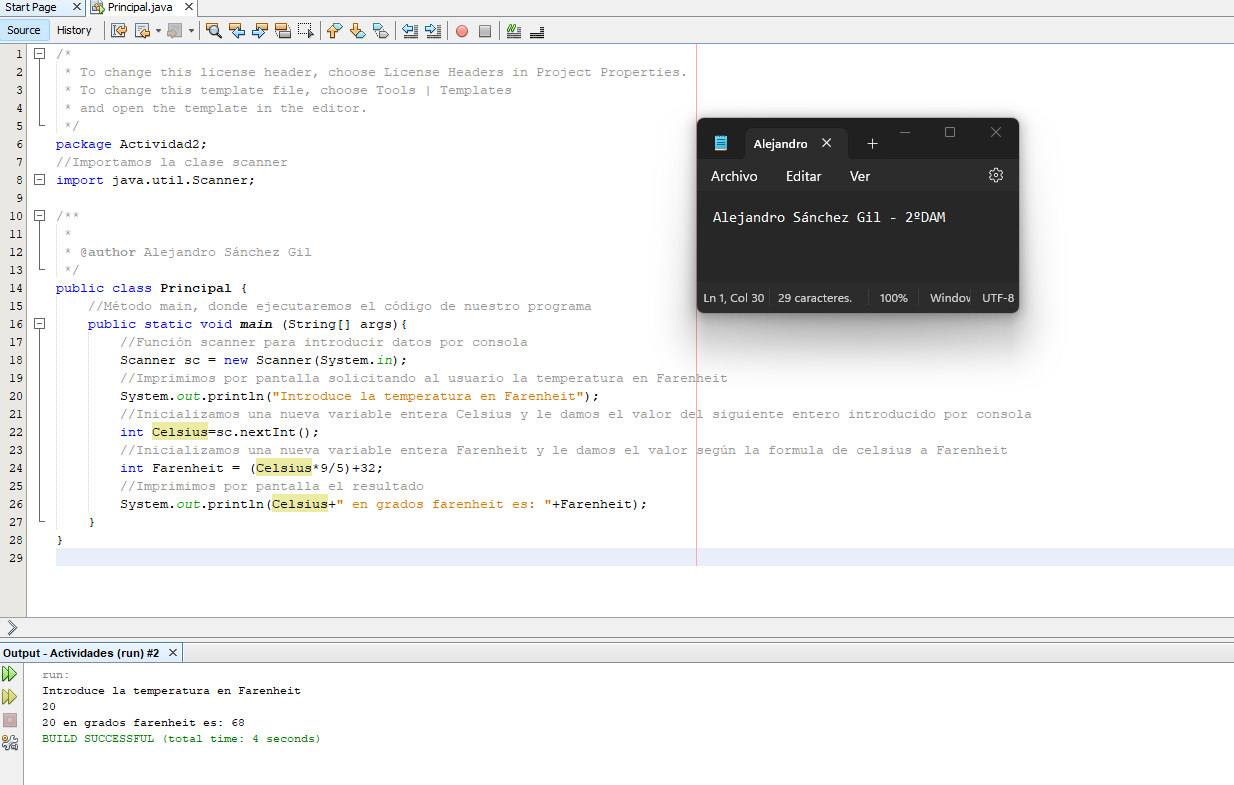 Start Page
Principal.java
Source History
1 /*
2 * To change this license header, choose License Headers in Project Properties.
3 * To change this template file, choose Tools | Templates
4 * and open the template in the editor.
5 */
6 package Actividad2;
7 //Importamos la clase scanner
8 import java.util.Scanner;
9
10 /**
11 *
12 * @author Alejandro Sánchez Gil
13 */
14 public class Principal {
15 //Método main, donde ejecutaremos el código de nuestro programa
16 public static void main (String[] args){
17 //Función scanner para introducir datos por consola
18 Scanner sc = new Scanner(System.in);
19 //Imprimimos por pantalla solicitando al usuario la temperatura en Farenheit
20 System.out.println("Introduce la temperatura en Farenheit");
21 //Inicializamos una nueva variable entera Celsius y le damos el valor del siguiente entero introducido por consola
22 int Celsius=sc.nextInt();
23 //Inicializamos una nueva variable entera Farenheit y le damos el valor según la formula de celsius a Farenheit
24 int Farenheit = (Celsius*9/5)+32;
25 //Imprimimos por pantalla el resultado
26 System.out.println(Celsius+" en grados farenheit es: "+Farenheit);
27 }
28 }
29
Alejandro
Archivo Editar Ver
Alejandro Sánchez Gil - 2ºDAM
Ln 1, Col 30 29 caracteres. 100% Windov UTF-8
Output - Actividades (run) #2
run:
Introduce la temperatura en Farenheit
20
20 en grados farenheit es: 68
BUILD SUCCESSFUL (total time: 4 seconds)